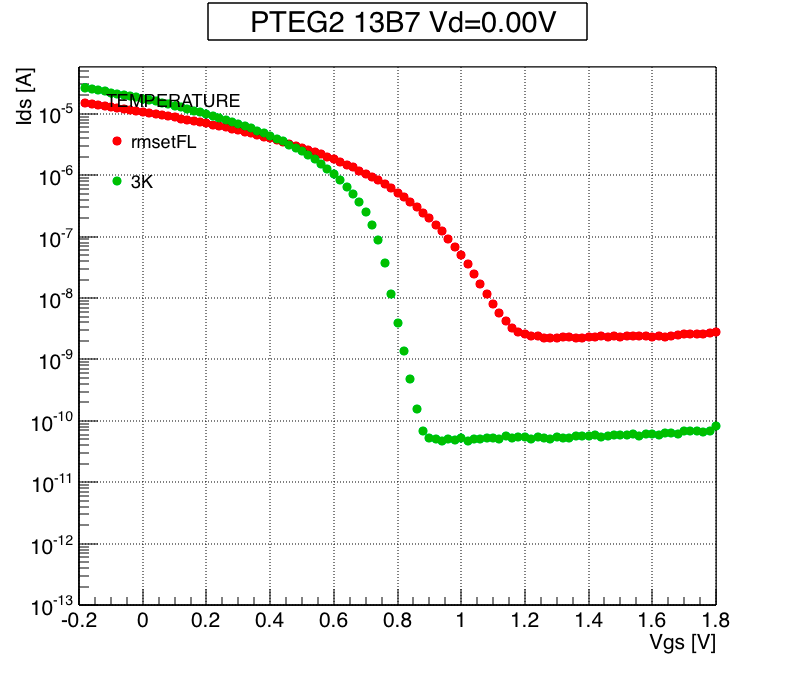 PTEG2 13B7 Vd=0.00V
Ids [A]
TEMPERATURE
rmsetFL
3K
10^-5
10^-6
10^-7
10^-8
10^-9
10^-10
10^-11
10^-12
10^-13
-0.2 0 0.2 0.4 0.6 0.8 1 1.2 1.4 1.6 1.8
Vgs [V]